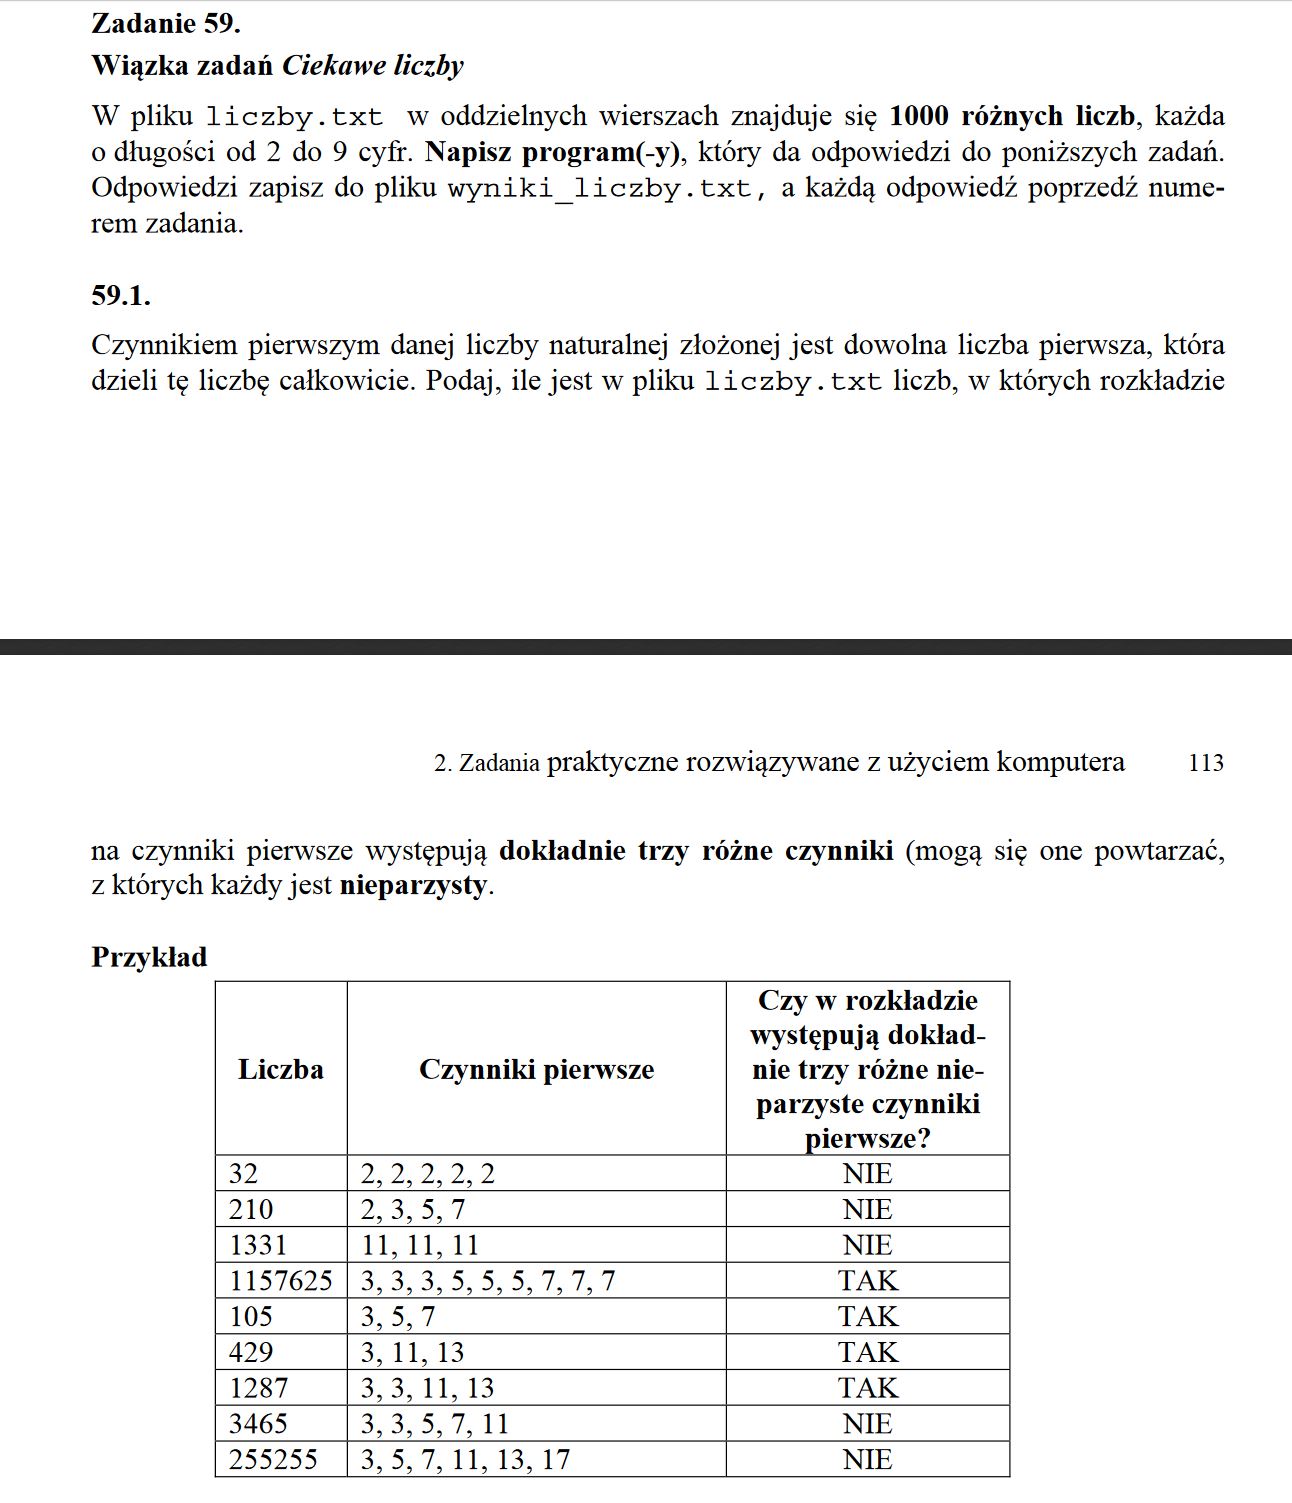 Zadanie 59.
Wiązka zadań Ciekawe liczby
W pliku liczby.txt w oddzielnych wierszach znajduje się 1000 różnych liczb, każda
o długości od 2 do 9 cyfr. Napisz program(-y), który da odpowiedzi do poniższych zadań.
Odpowiedzi zapisz do pliku wyniki_liczby.txt, a każdą odpowiedź poprzedź nume-
rem zadania.
59.1.
Czynnikiem pierwszym danej liczby naturalnej złożonej jest dowolna liczba pierwsza, która
dzieli tę liczbę całkowicie. Podaj, ile jest w pliku liczby.txt liczb, w których rozkładzie
2. Zadania praktyczne rozwiązywane z użyciem komputera 113
na czynniki pierwsze występują dokładnie trzy różne czynniki (mogą się one powtarzać,
z których każdy jest nieparzysty.
Przykład
Liczba
Czynniki pierwsze
Czy w rozkładzie
występują dokład-
nie trzy różne nie-
parzyste czynniki
pierwsze?
32 2, 2, 2, 2, 2 NIE
210 2, 3, 5, 7 NIE
1331 11, 11, 11 NIE
1157625 3, 3, 3, 5, 5, 5, 7, 7, 7 TAK
105 3, 5, 7 TAK
429 3, 11, 13 TAK
1287 3, 3, 11, 13 TAK
3465 3, 3, 5, 7, 11 NIE
255255 3, 5, 7, 11, 13, 17 NIE